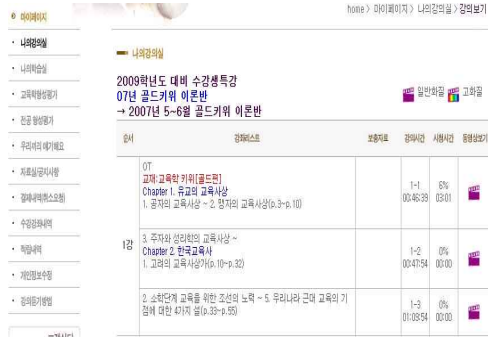 home > 마이페이지 > 나의강의실 > 강의보기
마이페이지
나의강의실
나의학습실
교육학형성평가
전공 형성평가
우리끼리 얘기해요
자료실/공지사항
결제내역(취소요청)
수강강좌내역
적립내역
개인정보수정
강의듣기방법
나의강의실
2009학년도 대비 수강생특강
07년 골드키위 이론반
→ 2007년 5~6월 골드키위 이론반
일반화질 고화질
순서 강좌리스트 보충자료 강의시간 시청시간 동영상보기
1강
OT
교재:교육학 키위[골드편]
Chapter 1. 유교의 교육사상
1. 공자의 교육사상 ~ 2. 맹자의 교육사상(p.3~p.10)
1-1 6%
00:46:39 03:01
3. 주자와 성리학의 교육사상 ~
Chapter 2. 한국교육사
1. 고려의 교육사상가(p.10~p.32)
1-2 0%
00:47:54 00:00
2. 소학단계 교육을 위한 조선의 노력 ~ 5. 우리나라 근대 교육의 기
점에 대한 4가지 설(p.33~p.55)
1-3 0%
01:09:54 00:00